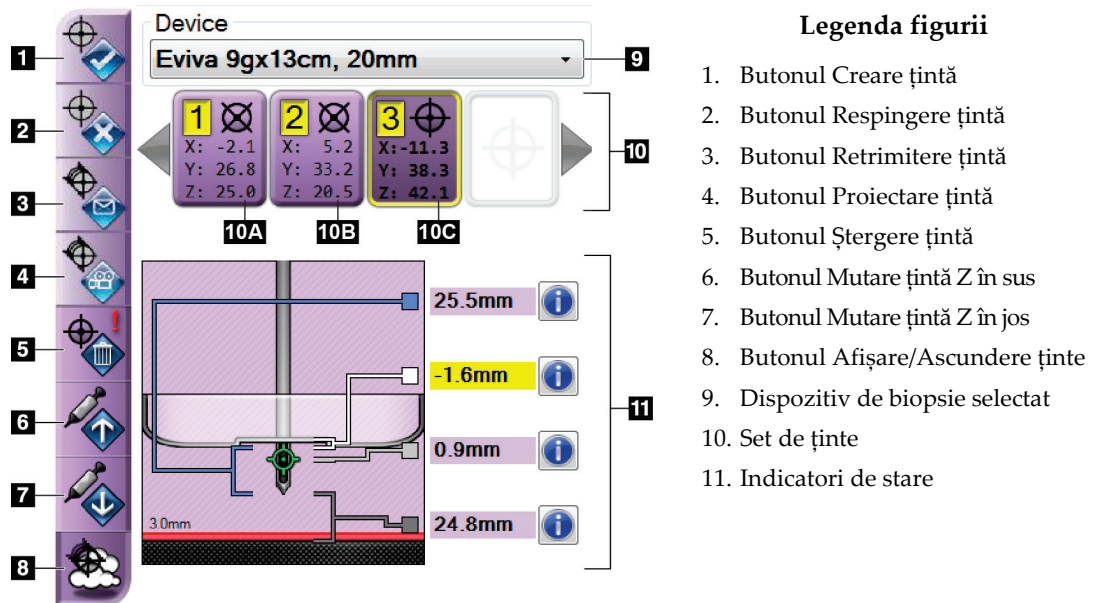 Device
1
Eviva 9gx13cm, 20mm
9
2
1
X: -2.1
Y: 26.8
Z: 25.0
2
X: 5.2
Y: 33.2
Z: 20.5
3
X:-11.3
Y: 38.3
Z: 42.1
10
3
10A
10B
10C
4
25.5mm
5
-1.6mm
11
6
0.9mm
7
24.8mm
3.0mm
8
Legenda figurii
1. Butonul Creare țintă
2. Butonul Respingere țintă
3. Butonul Retrimitere țintă
4. Butonul Proiectare țintă
5. Butonul Ștergere țintă
6. Butonul Mutare țintă Z în sus
7. Butonul Mutare țintă Z în jos
8. Butonul Afișare/Ascundere ținte
9. Dispozitiv de biopsie selectat
10. Set de ținte
11. Indicatori de stare